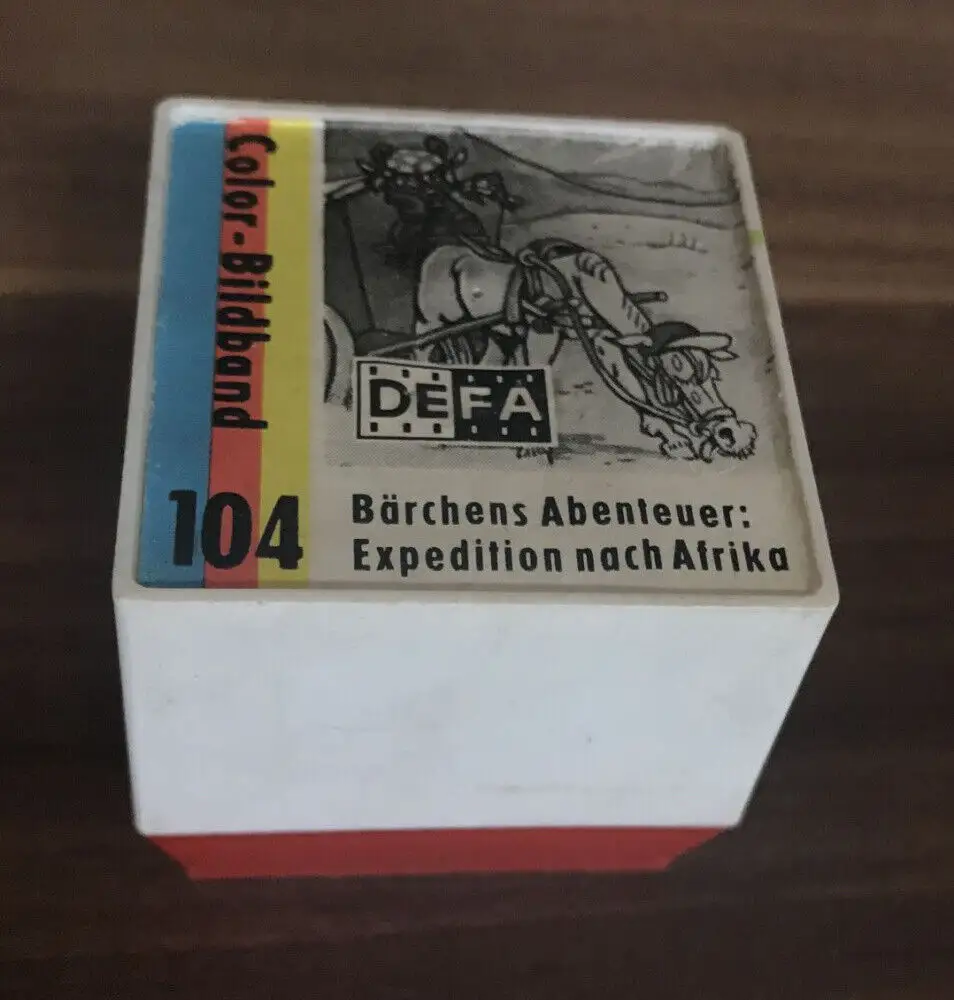 Color-Bildband
DEFA
104
Bärchens Abenteuer:
Expedition nach Afrika